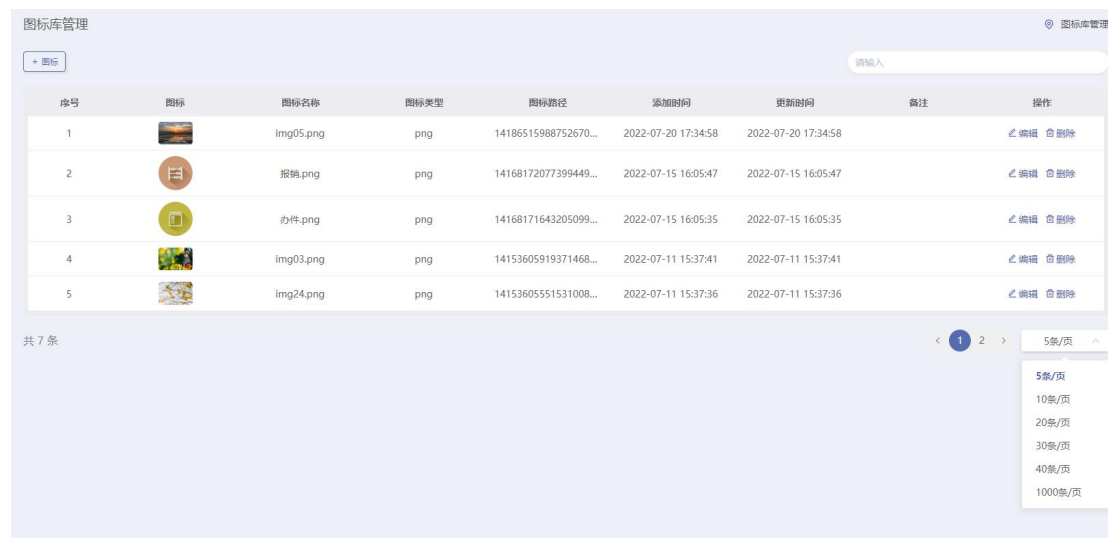 图标库管理
图标库管理
+ 图标
请输入
序号 图标 图标名称 图标类型 图标路径 添加时间 更新时间 备注 操作
1 img05.png png 14186515988752670... 2022-07-20 17:34:58 2022-07-20 17:34:58 编辑 删除
2 报销.png png 14168172077399449... 2022-07-15 16:05:47 2022-07-15 16:05:47 编辑 删除
3 办件.png png 14168171643205099... 2022-07-15 16:05:35 2022-07-15 16:05:35 编辑 删除
4 img03.png png 14153605919371468... 2022-07-11 15:37:41 2022-07-11 15:37:41 编辑 删除
5 img24.png png 14153605551531008... 2022-07-11 15:37:36 2022-07-11 15:37:36 编辑 删除
共 7 条 < 1 2 > 5条/页
5条/页
10条/页
20条/页
30条/页
40条/页
1000条/页